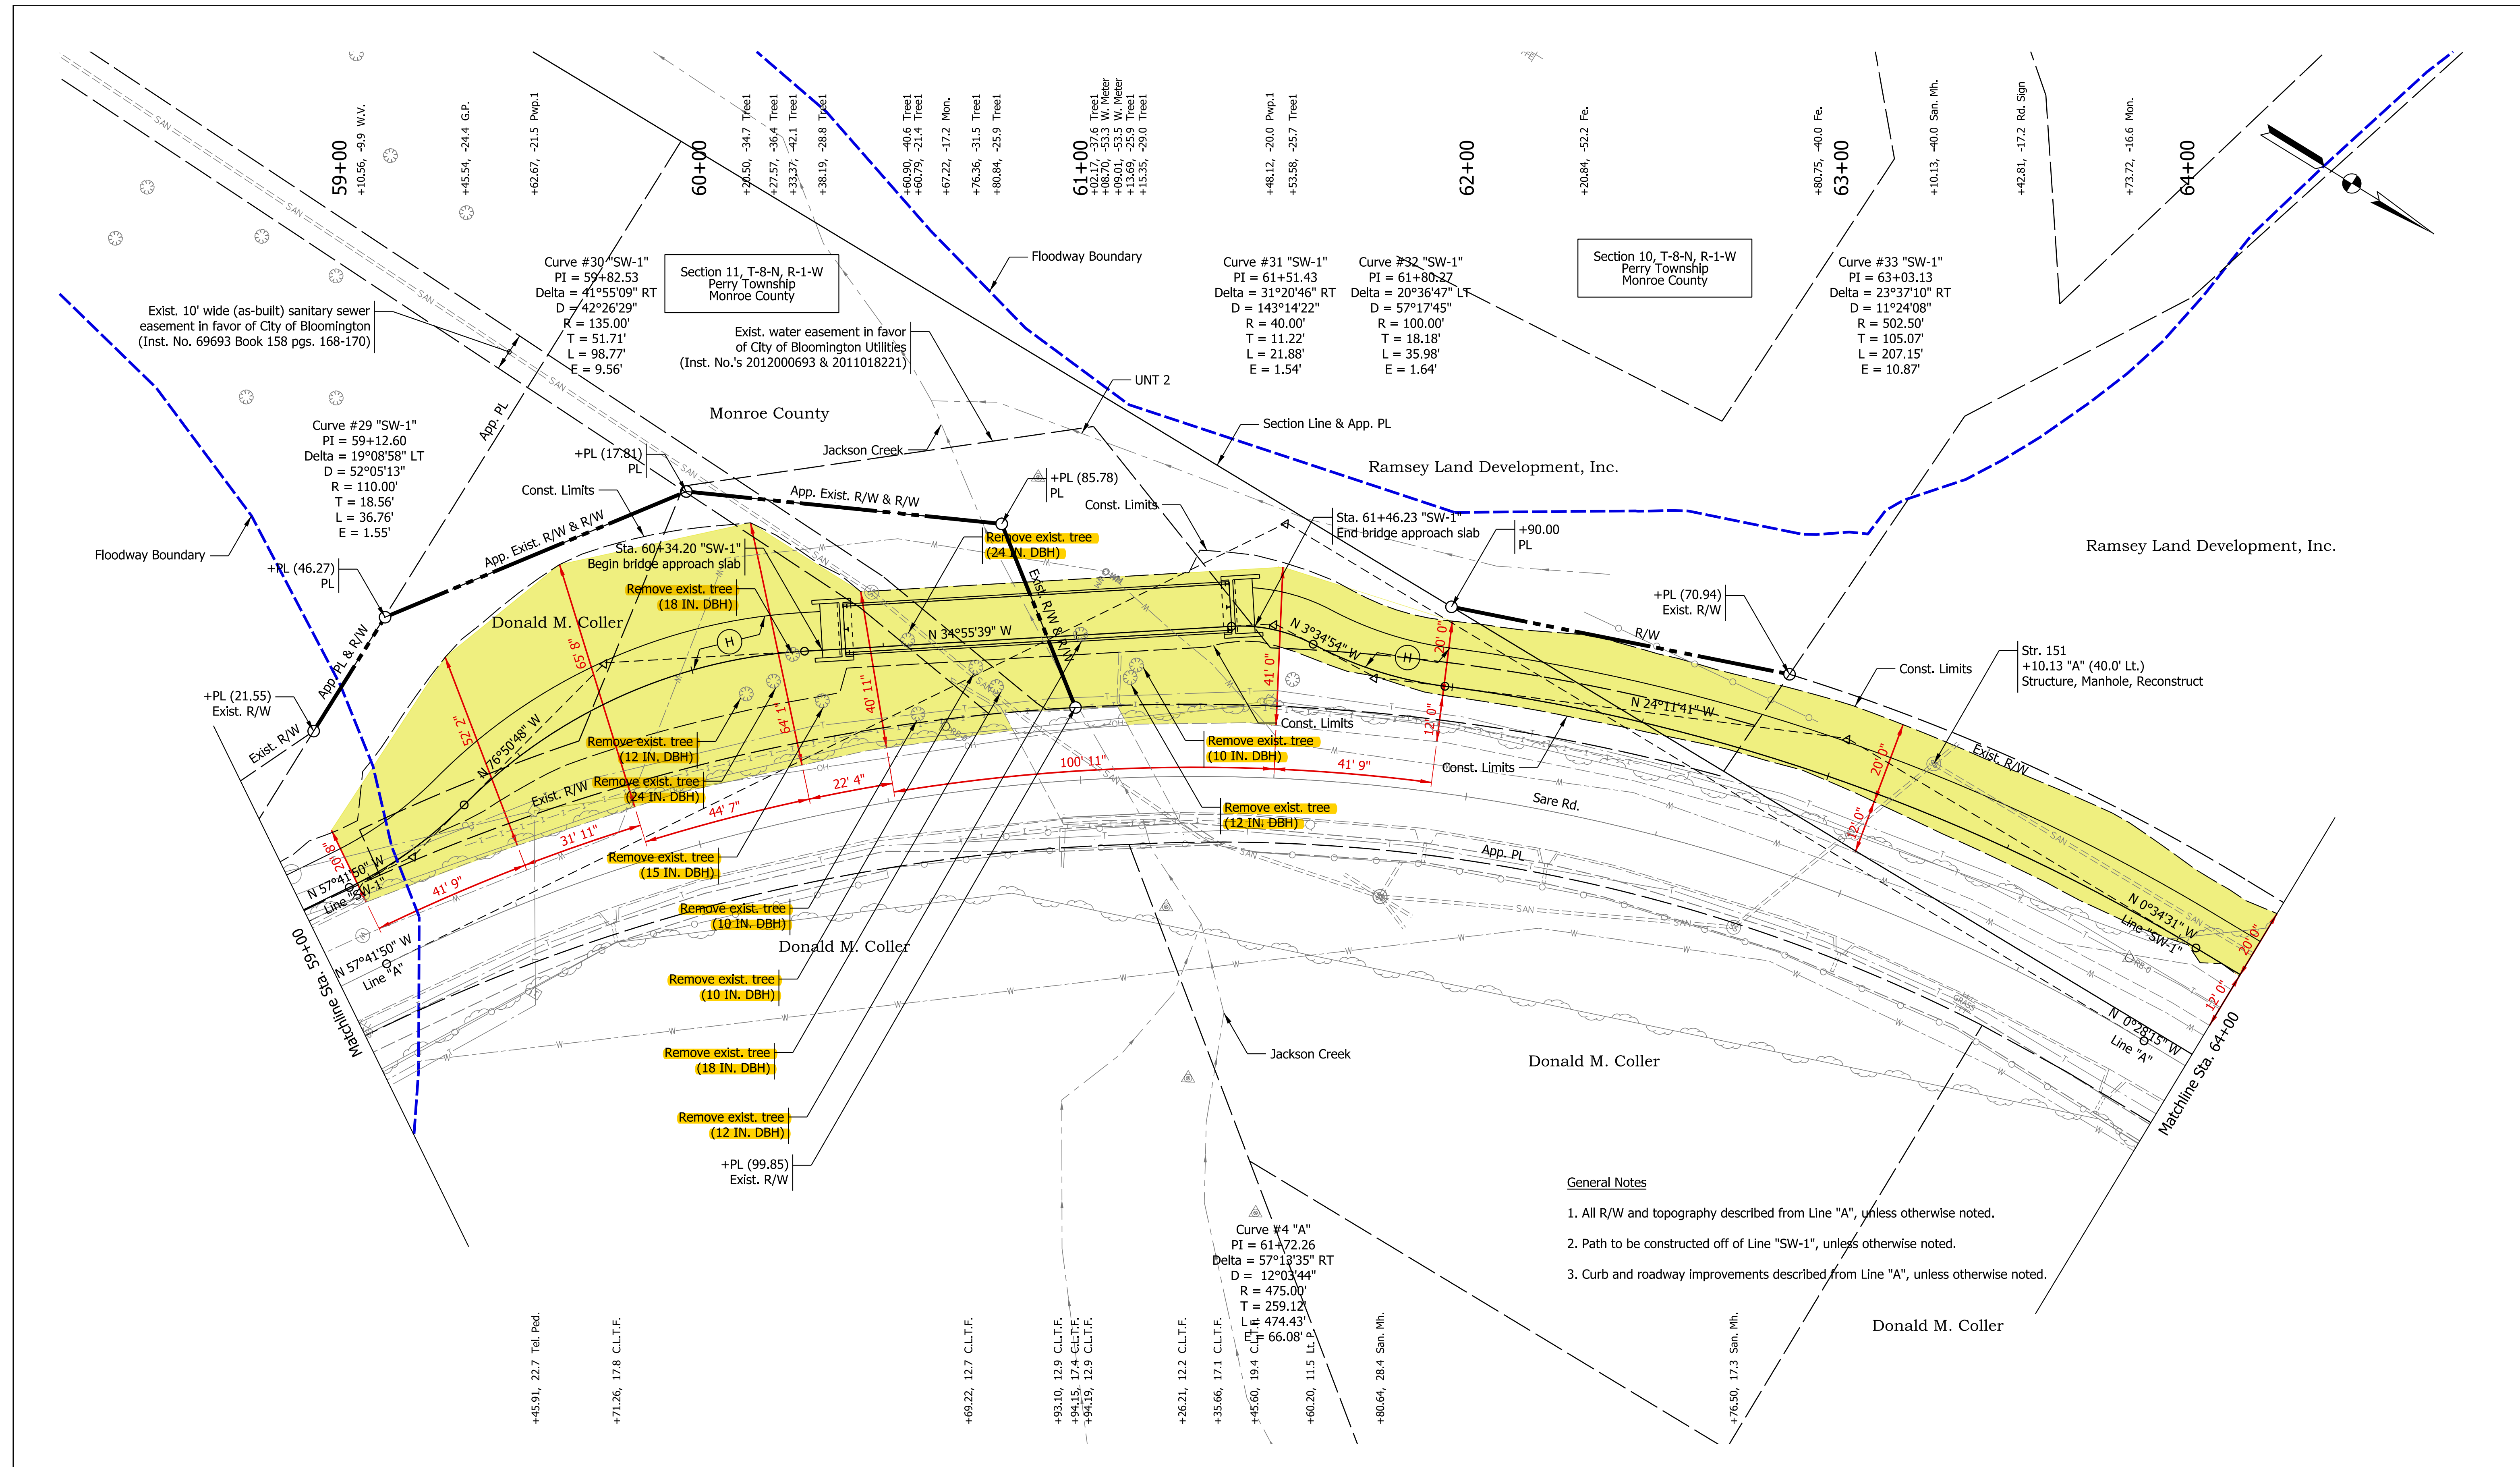 59+00
+10.56, -9.9 W.V.
+45.54, -24.4 G.P.
+62.67, -21.5 Pwp.1
60+00
+20.50, -34.7 Tree1
+27.57, -36.4 Tree1
+33.37, -42.1 Tree1
+38.19, -28.8 Tree1
+60.90, -40.6 Tree1
+60.79, -21.4 Tree1
+67.22, -17.2 Mon.
+76.36, -31.5 Tree1
+80.84, -25.9 Tree1
61+00
+02.17, -37.6 Tree1
+08.70, -53.3 W. Meter
+09.01, -53.5 W. Meter
+13.69, -25.9 Tree1
+15.35, -29.0 Tree1
+48.12, -20.0 Pwp.1
+53.58, -25.7 Tree1
62+00
+20.84, -52.2 Fe.
+80.75, -40.0 Fe.
63+00
+10.13, -40.0 San. Mh.
+42.81, -17.2 Rd. Sign
+73.72, -16.6 Mon.
64+00
Curve #30 "SW-1"
PI = 59+82.53
Delta = 41°55'09" RT
D = 42°26'29"
R = 135.00'
T = 51.71'
L = 98.77'
E = 9.56'
Section 11, T-8-N, R-1-W
Perry Township
Monroe County
Floodway Boundary
Curve #31 "SW-1"
PI = 61+51.43
Delta = 31°20'46" RT
D = 143°14'22"
R = 40.00'
T = 11.22'
L = 21.88'
E = 1.54'
Curve #32 "SW-1"
PI = 61+80.27
Delta = 20°36'47" LT
D = 57°17'45"
R = 100.00'
T = 18.18'
L = 35.98'
E = 1.64'
Section 10, T-8-N, R-1-W
Perry Township
Monroe County
Curve #33 "SW-1"
PI = 63+03.13
Delta = 23°37'10" RT
D = 11°24'08"
R = 502.50'
T = 105.07'
L = 207.15'
E = 10.87'
Exist. 10' wide (as-built) sanitary sewer
easement in favor of City of Bloomington
(Inst. No. 69693 Book 158 pgs. 168-170)
Exist. water easement in favor
of City of Bloomington Utilities
(Inst. No.'s 2012000693 & 2011018221)
UNT 2
Monroe County
Curve #29 "SW-1"
PI = 59+12.60
Delta = 19°08'58" LT
D = 52°05'13"
R = 110.00'
T = 18.56'
L = 36.76'
E = 1.55'
App. PL
Section Line & App. PL
Jackson Creek
+PL (17.81)
PL
Ramsey Land Development, Inc.
+PL (85.78)
PL
Const. Limits
App. Exist. R/W & R/W
Const. Limits
App. Exist. R/W & R/W
Sta. 61+46.23 "SW-1"
End bridge approach slab
+90.00
PL
Remove exist. tree
(24 IN. DBH)
Ramsey Land Development, Inc.
Floodway Boundary
Sta. 60+34.20 "SW-1"
Begin bridge approach slab
+PL (46.27)
PL
Remove exist. tree
(18 IN. DBH)
Exist. R/W & R/W
+PL (70.94)
Exist. R/W
Donald M. Coller
N 34°55'39" W
N 3°34'54" W
20' 0"
R/W
H
H
65' 8"
64' 1"
40' 11"
41' 0"
52' 2"
App. PL & R/W
Str. 151
+10.13 "A" (40.0' Lt.)
Structure, Manhole, Reconstruct
Const. Limits
+PL (21.55)
Exist. R/W
N 24°11'41" W
12' 0"
Const. Limits
Exist. R/W
N 76°50'48" W
Remove exist. tree
(12 IN. DBH)
Remove exist. tree
(10 IN. DBH)
Const. Limits
20' 0"
Exist. R/W
Remove exist. tree
(24 IN. DBH)
Exist. R/W
22' 4"
100' 11"
41' 9"
44' 7"
Sare Rd.
31' 11"
Remove exist. tree
(12 IN. DBH)
12' 0"
20' 8"
Remove exist. tree
(15 IN. DBH)
App. PL
N 57°41'50" W
Line "SW-1"
41' 9"
Remove exist. tree
(10 IN. DBH)
N 0°34'31" W
Line "SW-1"
20' 0"
Donald M. Coller
N 57°41'50" W
Line "A"
Matchline Sta. 59+00
Remove exist. tree
(10 IN. DBH)
12' 0"
N 0°28'15" W
Line "A"
Matchline Sta. 64+00
Remove exist. tree
(18 IN. DBH)
Jackson Creek
Donald M. Coller
Remove exist. tree
(12 IN. DBH)
+PL (99.85)
Exist. R/W
General Notes
1. All R/W and topography described from Line "A", unless otherwise noted.
2. Path to be constructed off of Line "SW-1", unless otherwise noted.
3. Curb and roadway improvements described from Line "A", unless otherwise noted.
Curve #4 "A"
PI = 61+72.26
Delta = 57°13'35" RT
D = 12°03'44"
R = 475.00'
T = 259.12'
L = 474.43'
E = 66.08'
Donald M. Coller
+45.91, 22.7 Tel. Ped.
+71.26, 17.8 C.L.T.F.
+69.22, 12.7 C.L.T.F.
+93.10, 12.9 C.L.T.F.
+94.15, 17.4 C.L.T.F.
+94.19, 12.9 C.L.T.F.
+26.21, 12.2 C.L.T.F.
+35.66, 17.1 C.L.T.F.
+45.60, 19.4 C.L.T.F.
+60.20, 11.5 Lt. P.
+80.64, 28.4 San. Mh.
+76.50, 17.3 San. Mh.